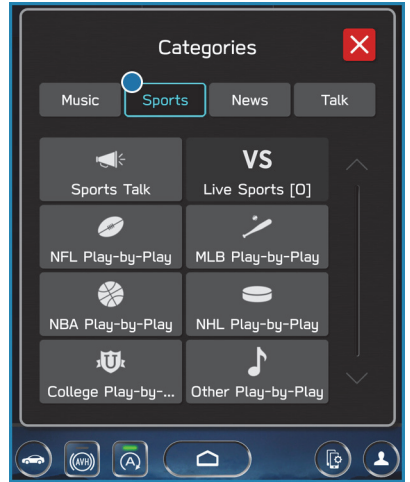 Categories
Music Sports News Talk
VS
Sports Talk Live Sports [0]
NFL Play-by-Play MLB Play-by-Play
NBA Play-by-Play NHL Play-by-Play
U
College Play-by-... Other Play-by-Play
(AVH) A